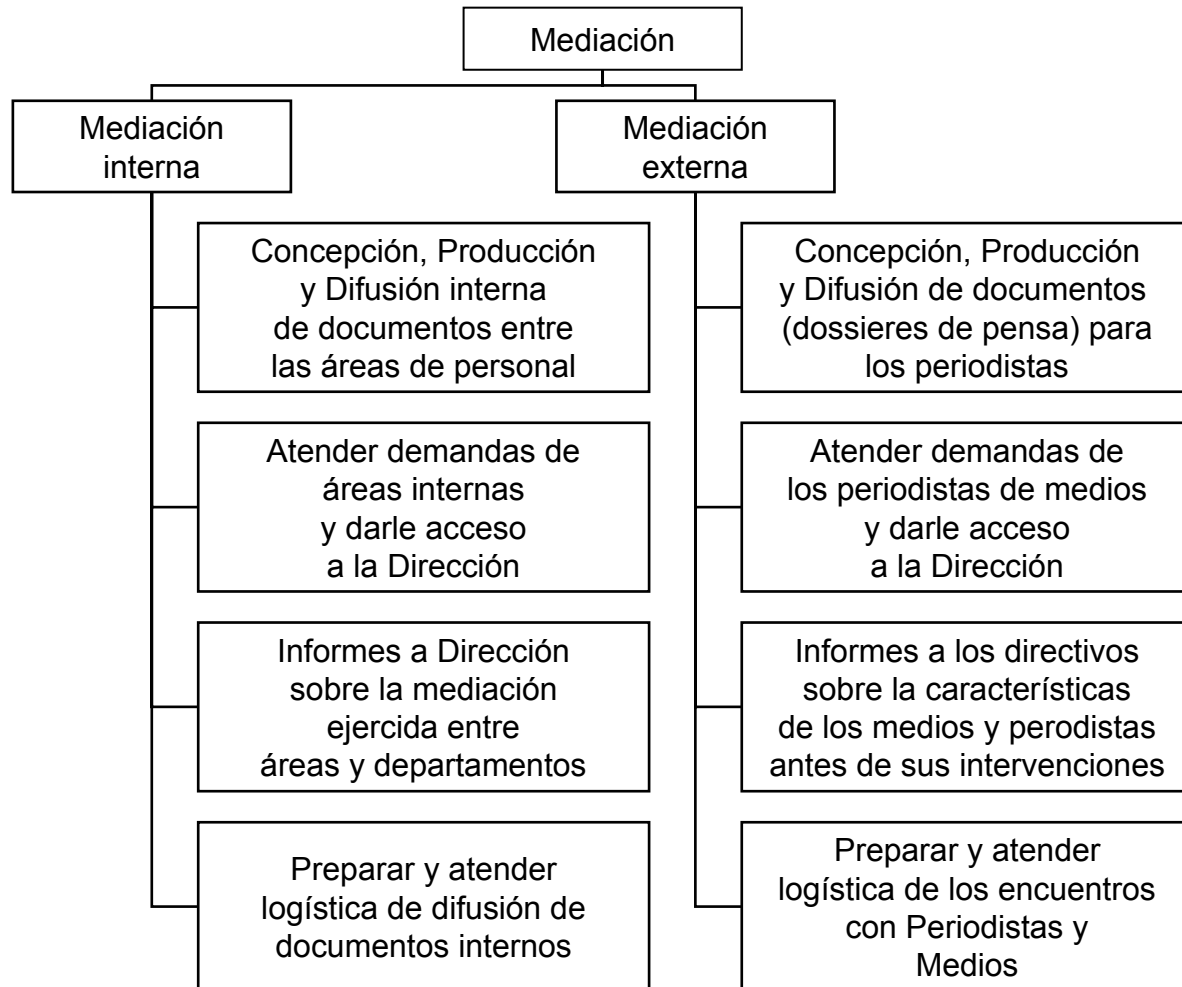 Mediación
Mediación
interna
Mediación
externa
Concepción, Producción
y Difusión interna
de documentos entre
las áreas de personal
Atender demandas de
áreas internas
y darle acceso
a la Dirección
Informes a Dirección
sobre la mediación
ejercida entre
áreas y departamentos
Preparar y atender
logística de difusión de
documentos internos
Concepción, Producción
y Difusión de documentos
(dossieres de pensa) para
los periodistas
Atender demandas de
los periodistas de medios
y darle acceso
a la Dirección
Informes a los directivos
sobre la características
de los medios y perodistas
antes de sus intervenciones
Preparar y atender
logística de los encuentros
con Periodistas y
Medios